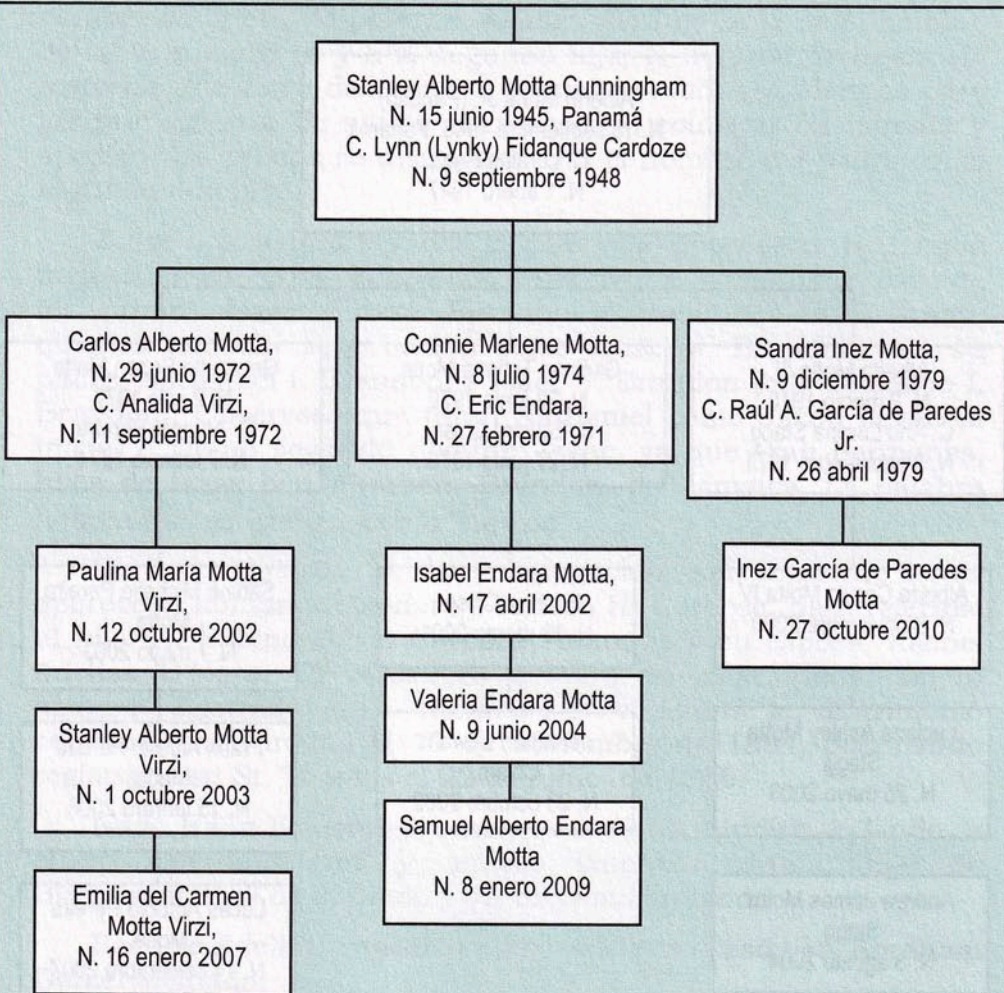 Stanley Alberto Motta Cunningham
N. 15 junio 1945, Panamá
C. Lynn (Lynky) Fidanque Cardoze
N. 9 septiembre 1948
Carlos Alberto Motta,
N. 29 junio 1972
C. Analida Virzi,
N. 11 septiembre 1972
Connie Marlene Motta,
N. 8 julio 1974
C. Eric Endara,
N. 27 febrero 1971
Sandra Inez Motta,
N. 9 diciembre 1979
C. Raúl A. García de Paredes
Jr.
N 26 abril 1979
Paulina María Motta
Virzi,
N. 12 octubre 2002
Isabel Endara Motta,
N. 17 abril 2002
Inez García de Paredes
Motta
N. 27 octubre 2010
Stanley Alberto Motta
Virzi,
N. 1 octubre 2003
Valeria Endara Motta
N. 9 junio 2004
Emilia del Carmen
Motta Virzi,
N. 16 enero 2007
Samuel Alberto Endara
Motta
N. 8 enero 2009